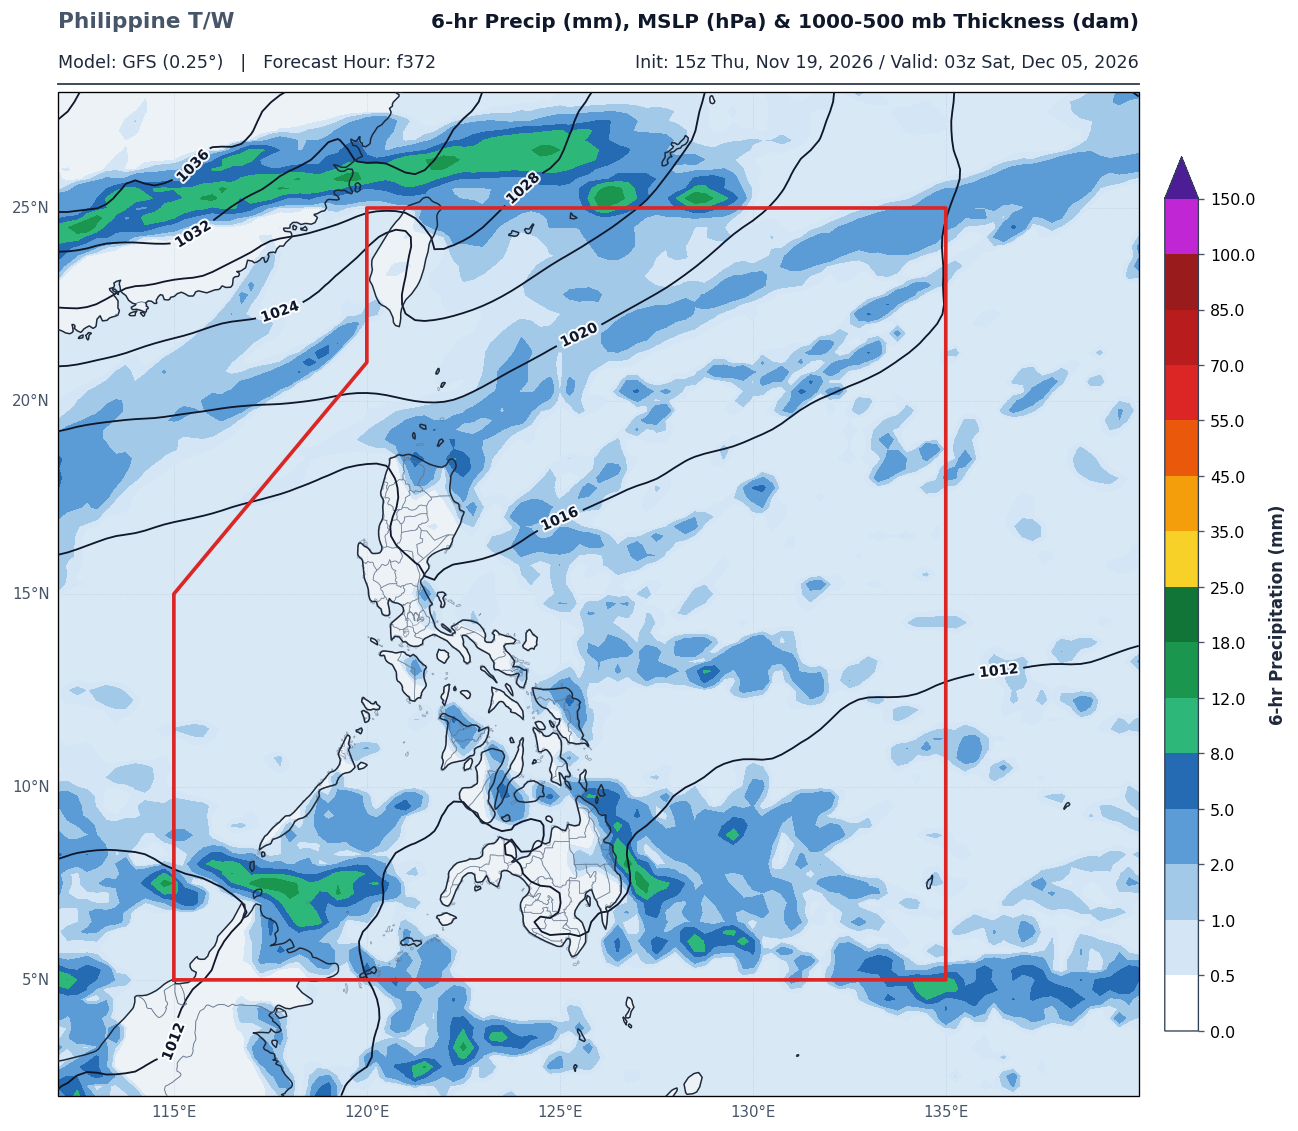 Philippine T/W
6-hr Precip (mm), MSLP (hPa) & 1000-500 mb Thickness (dam)
Model: GFS (0.25°) | Forecast Hour: f372
Init: 15z Thu, Nov 19, 2026 / Valid: 03z Sat, Dec 05, 2026
1036
1032
1028
1024
1020
1016
1012
1012
25°N
20°N
15°N
10°N
5°N
115°E
120°E
125°E
130°E
135°E
150.0
100.0
85.0
70.0
55.0
45.0
35.0
25.0
18.0
12.0
8.0
5.0
2.0
1.0
0.5
0.0
6-hr Precipitation (mm)